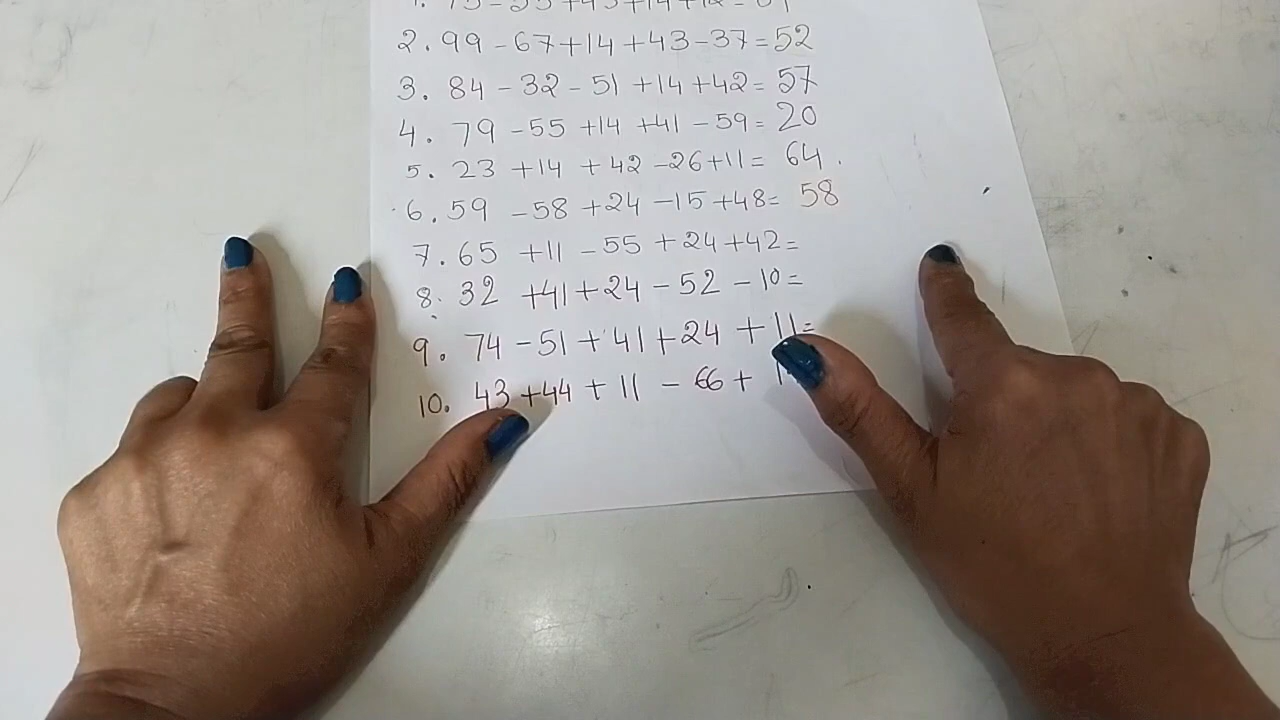 2. 99 - 67 + 14 + 43 - 37 = 52
3. 84 - 32 - 51 + 14 + 42 = 57
4. 79 - 55 + 14 + 41 - 59 = 20
5. 23 + 14 + 42 - 26 + 11 = 64.
6. 59 - 58 + 24 - 15 + 48 = 58
7. 65 + 11 - 55 + 24 + 42 =
8. 32 + 41 + 24 - 52 - 10 =
9. 74 - 51 + 41 + 24 + 11 =
10. 43 + 44 + 11 - 66 +